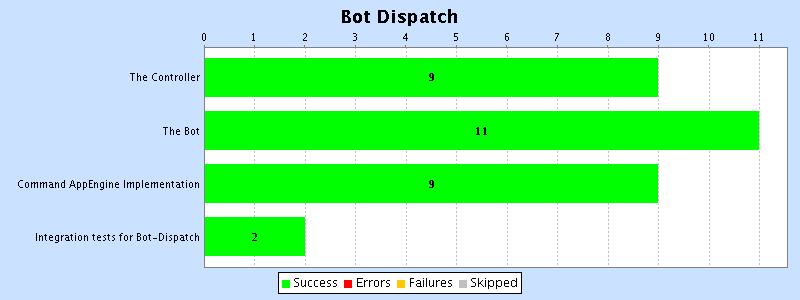 Bot Dispatch
0 1 2 3 4 5 6 7 8 9 10 11
The Controller 9
The Bot 11
Command AppEngine Implementation 9
Integration tests for Bot-Dispatch 2
Success Errors Failures Skipped